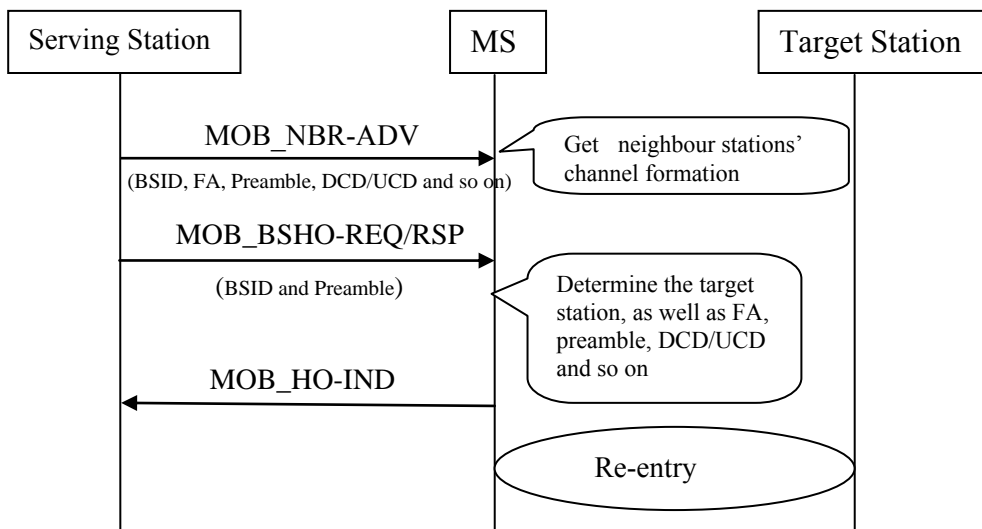 Serving Station
MS
Target Station
MOB_NBR-ADV
(BSID, FA, Preamble, DCD/UCD and so on)
Get neighbour stations’
channel formation
MOB_BSHO-REQ/RSP
(BSID and Preamble)
Determine the target
station, as well as FA,
preamble, DCD/UCD
and so on
MOB_HO-IND
Re-entry